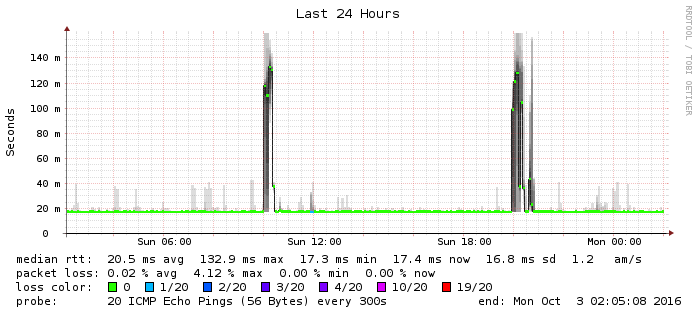 Last 24 Hours
RRDTOOL / TOBI OETIKER
Seconds
140 m
120 m
100 m
80 m
60 m
40 m
20 m
0
Sun 06:00 Sun 12:00 Sun 18:00 Mon 00:00
median rtt: 20.5 ms avg 132.9 ms max 17.3 ms min 17.4 ms now 16.8 ms sd 1.2 am/s
packet loss: 0.02 % avg 4.12 % max 0.00 % min 0.00 % now
loss color: 0 1/20 2/20 3/20 4/20 10/20 19/20
probe: 20 ICMP Echo Pings (56 Bytes) every 300s end: Mon Oct 3 02:05:08 2016